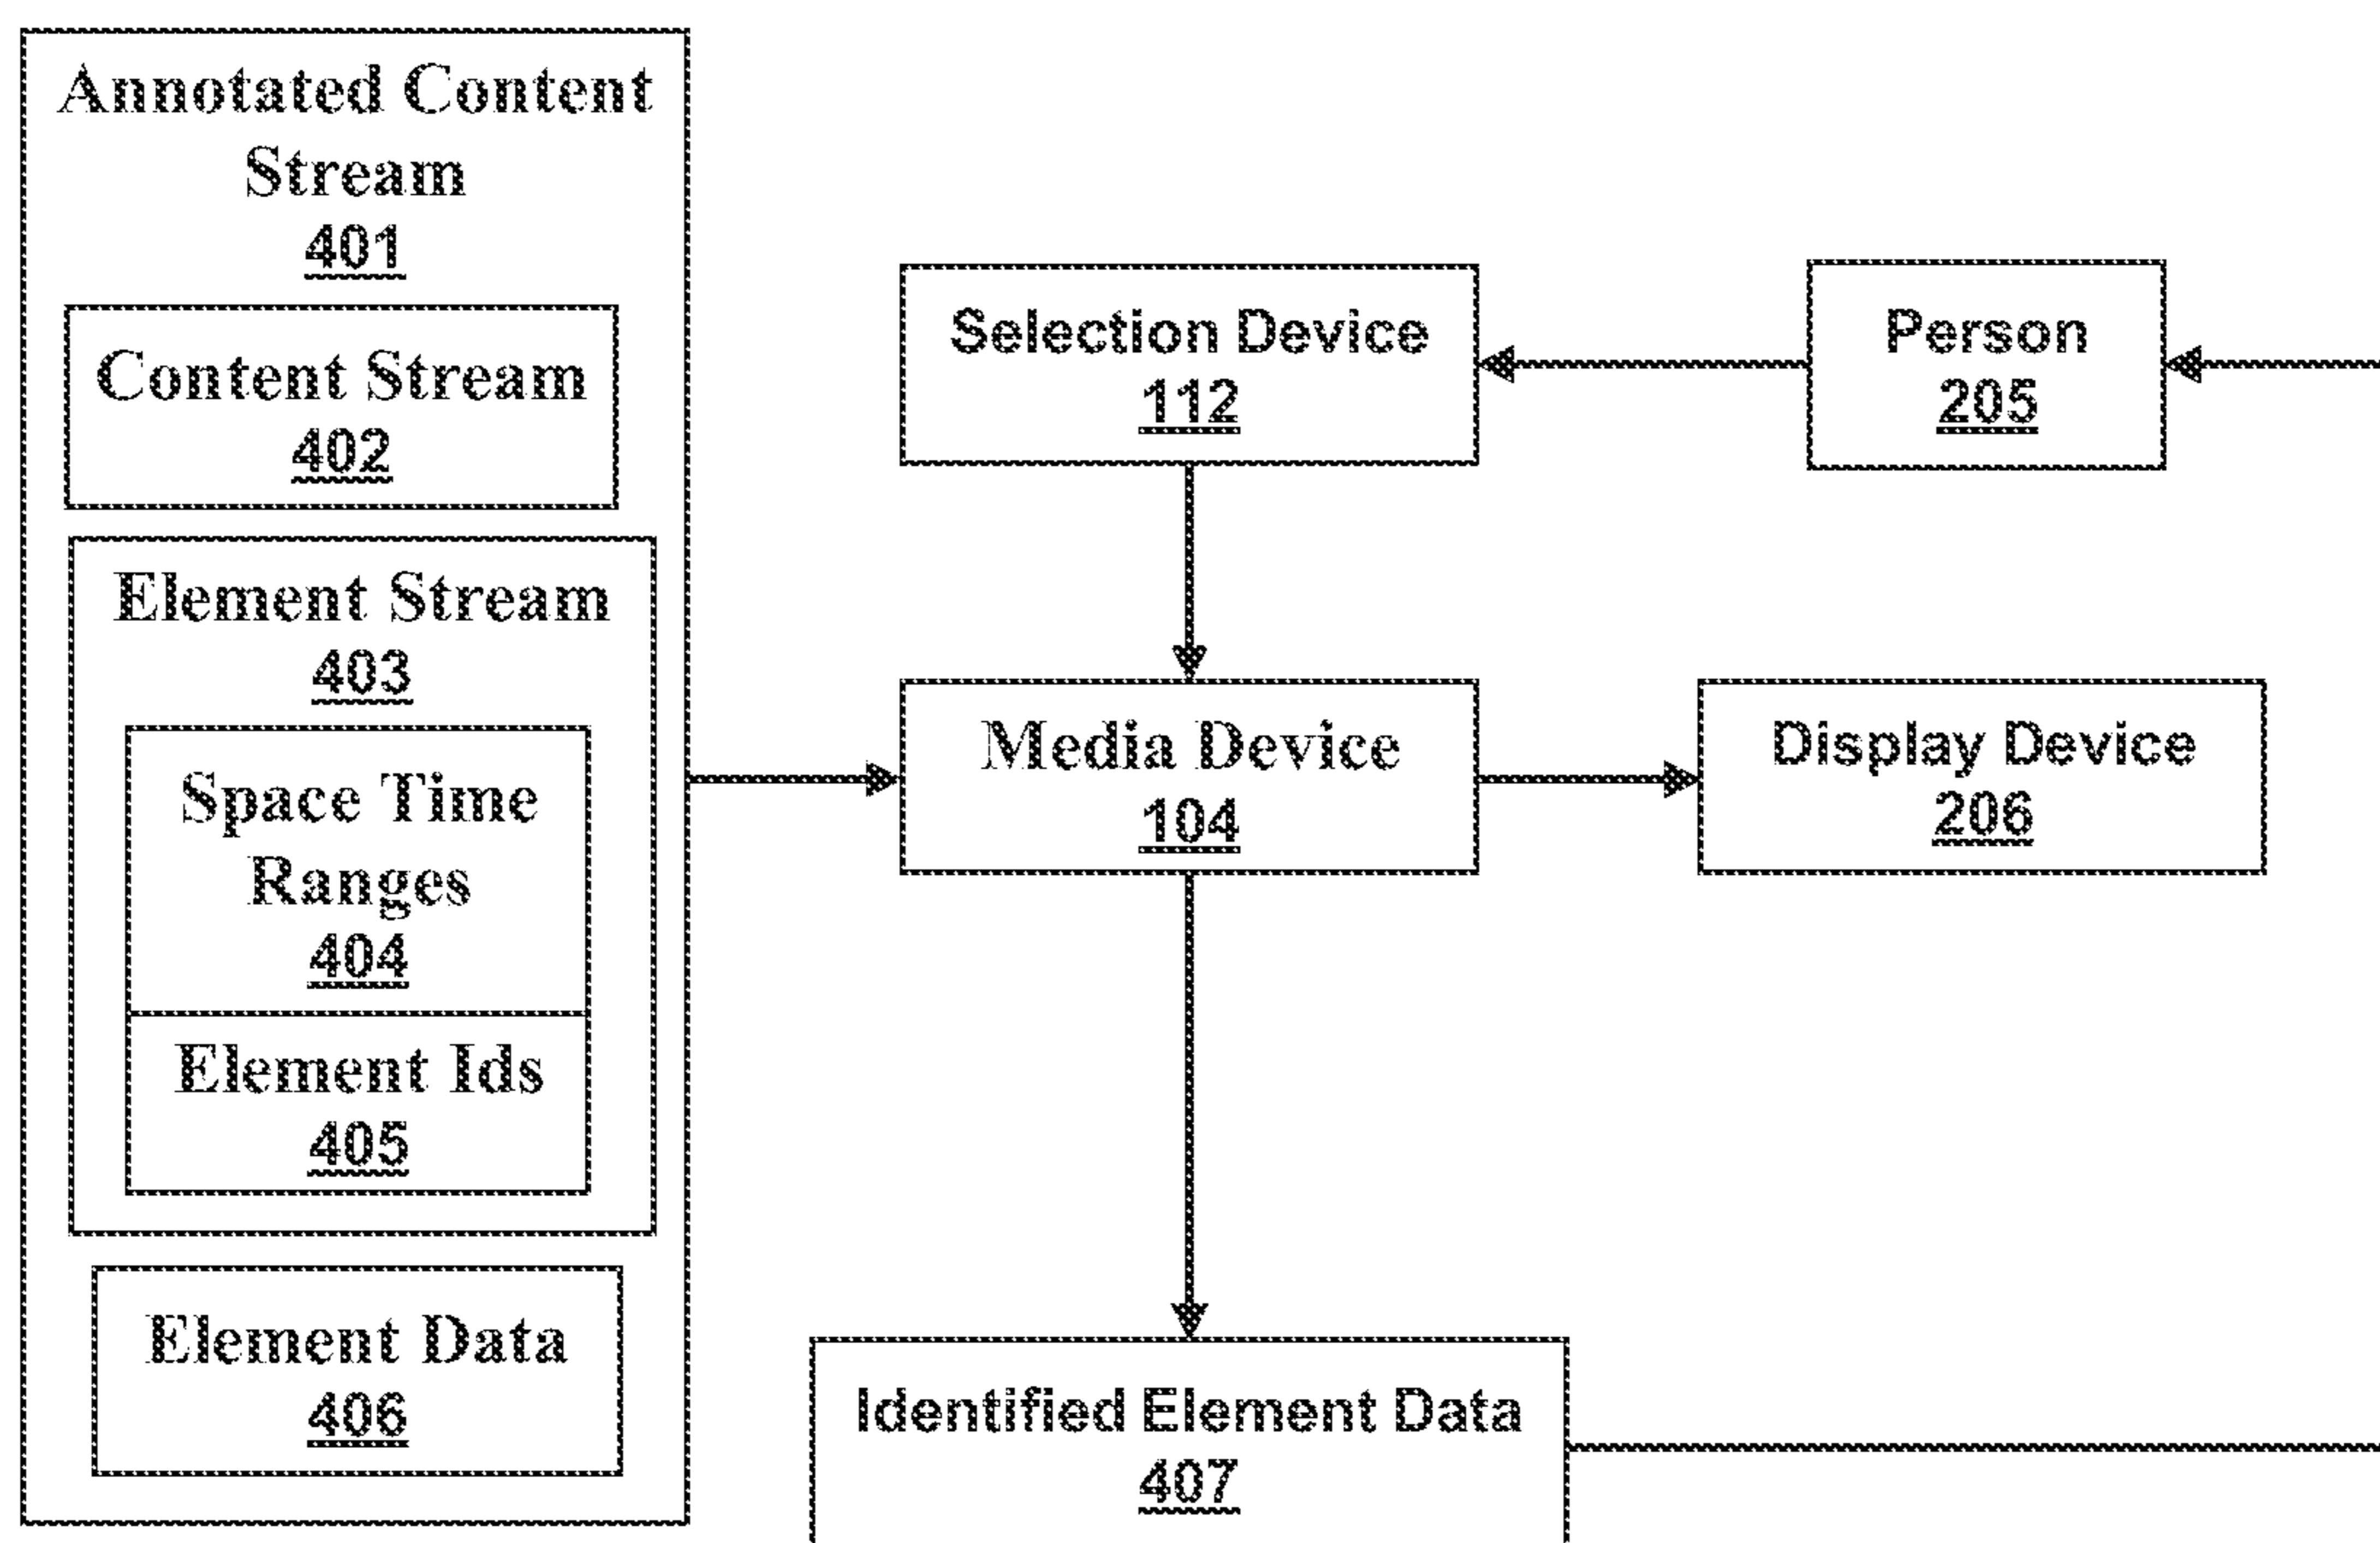 Annotated Content
Stream
401
Content Stream
402
Element Stream
403
Space Time
Ranges
404
Element Ids
405
Element Data
406
Selection Device
112
Person
205
Media Device
104
Display Device
206
Identified Element Data
407